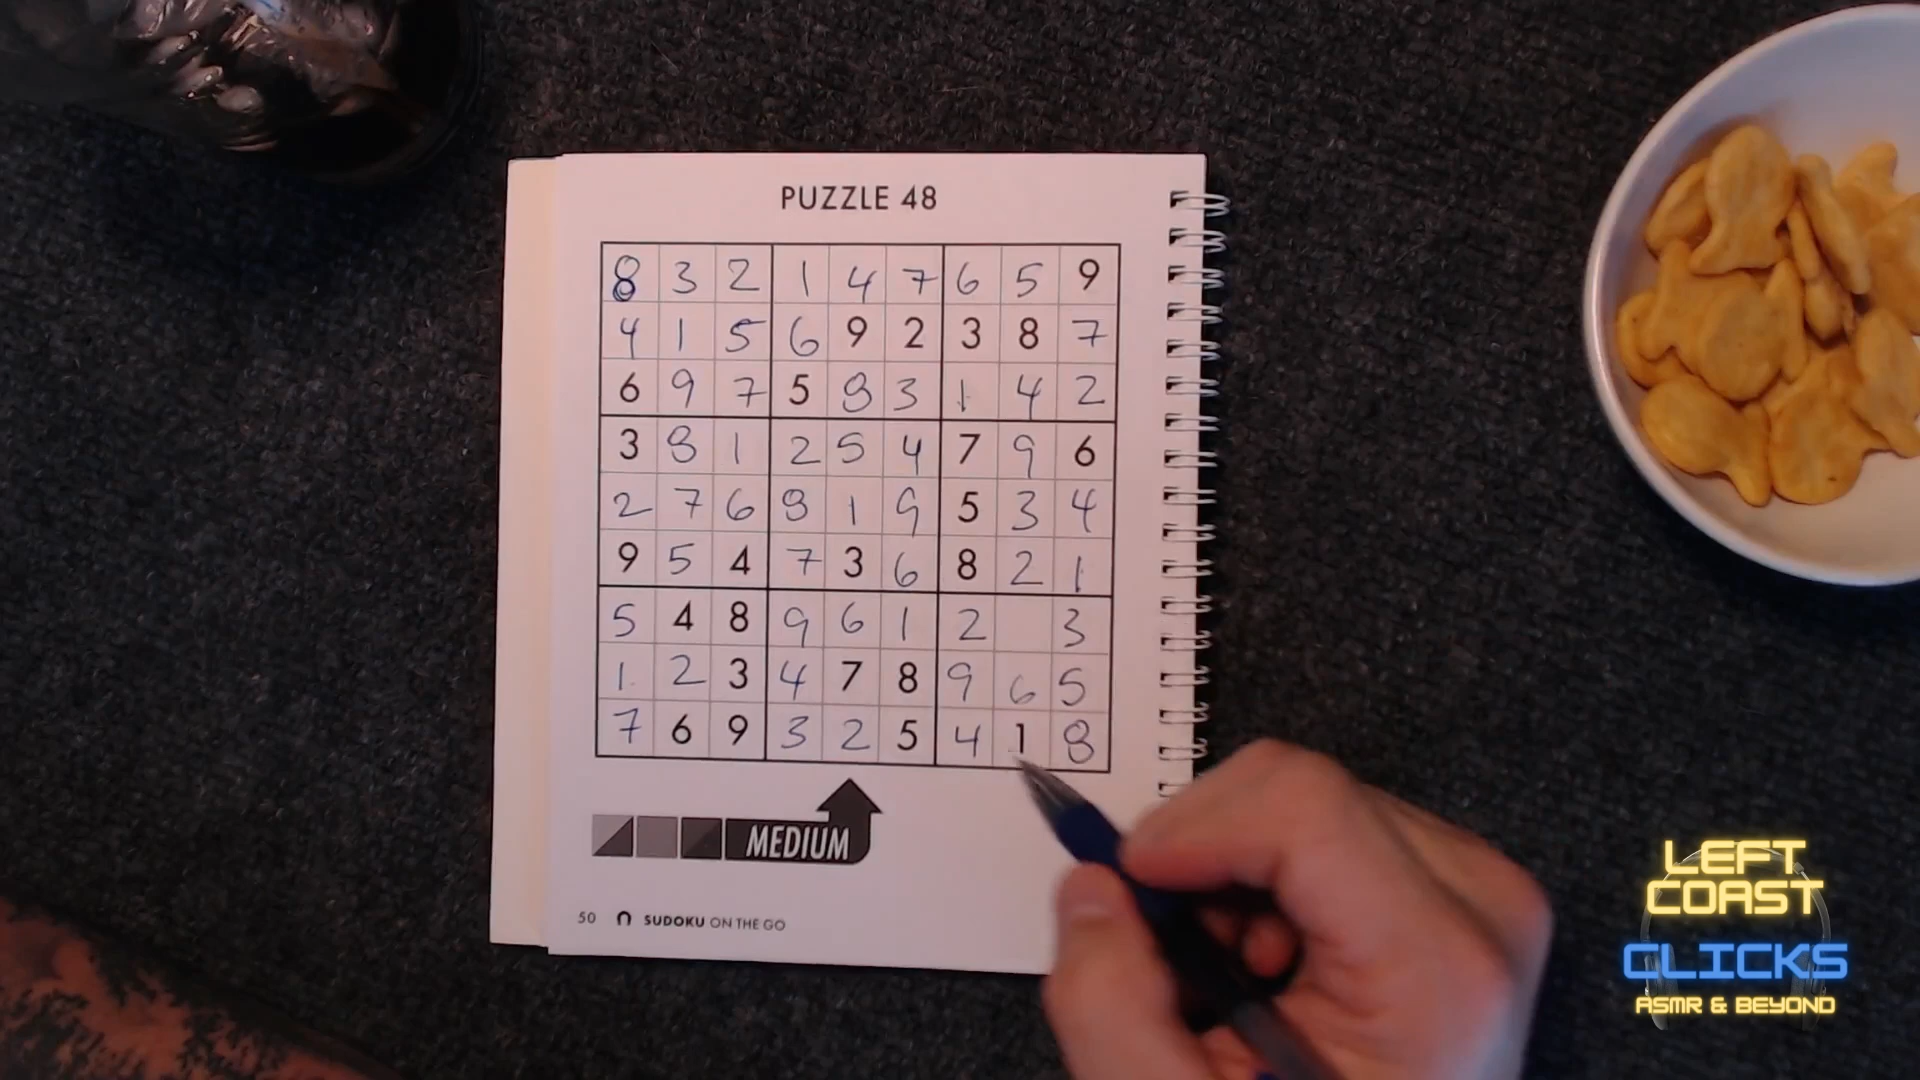 PUZZLE 48
8 3 2 1 4 7 6 5 9
4 1 5 6 9 2 3 8 7
6 9 7 5 8 3 1 4 2
3 8 1 2 5 4 7 9 6
2 7 6 8 1 9 5 3 4
9 5 4 7 3 6 8 2 1
5 4 8 9 6 1 2 3
1 2 3 4 7 8 9 6 5
7 6 9 3 2 5 4 1 8
MEDIUM
50 SUDOKU ON THE GO
LEFT
COAST
CLICKS
ASMR & BEYOND